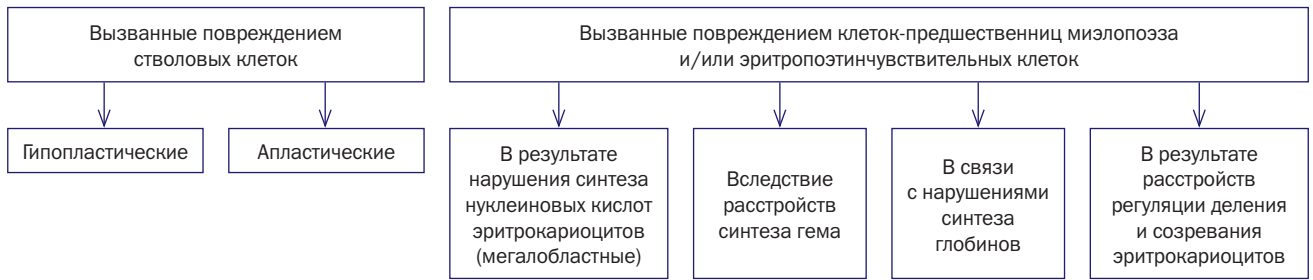 Вызванные повреждением
стволовых клеток
Вызванные повреждением клеток-предшественниц миэлопоэза
и/или эритропоэтинчувствительных клеток
Гипопластические
Апластические
В результате
нарушения синтеза
нуклеиновых кислот
эритрокариоцитов
(мегалобластные)
Вследствие
расстройств
синтеза гема
В связи
с нарушениями
синтеза
глобинов
В результате
расстройств
регуляции деления
и созревания
эритрокариоцитов